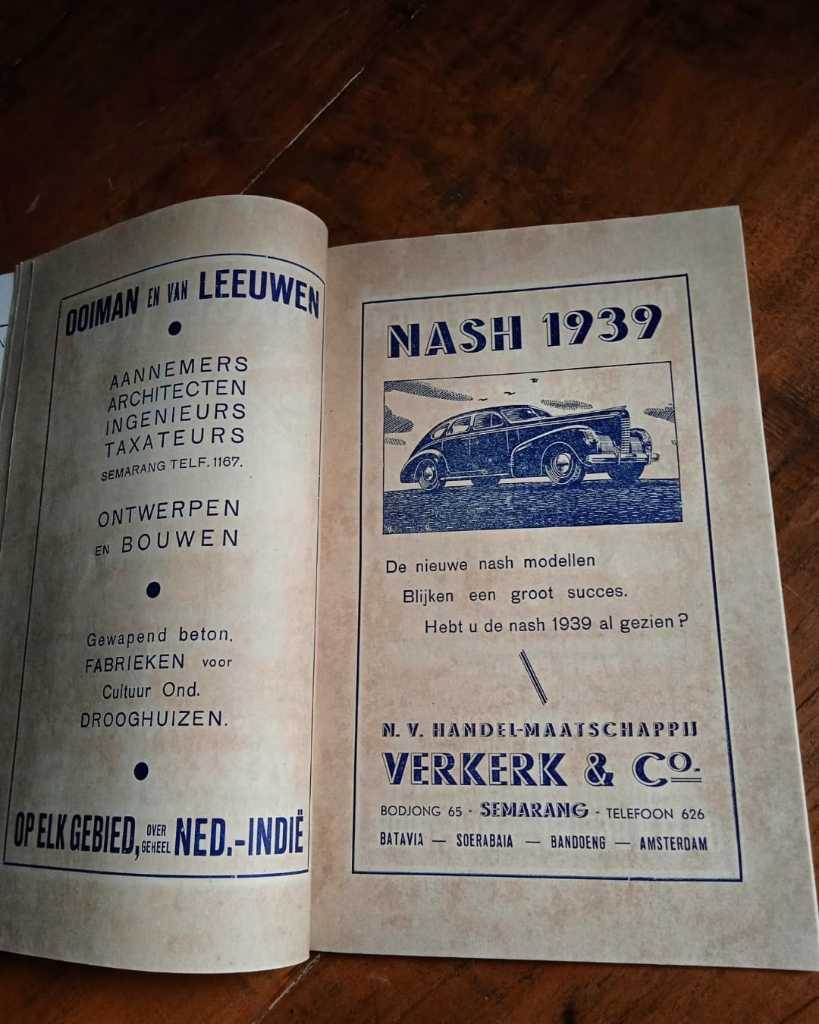 OOIMAN EN VAN LEEUWEN
AANNEMERS
ARCHITECTEN
INGENIEURS
TAXATEURS
SEMARANG TELF. 1167.
ONTWERPEN
EN BOUWEN
Gewapend beton,
FABRIEKEN voor
Cultuur Ond.
DROOGHUIZEN.
OP ELK GEBIED, OVER GEHEEL NED.-INDIË
NASH 1939
De nieuwe nash modellen
Blijken een groot succes.
Hebt u de nash 1939 al gezien?
N. V. HANDEL-MAATSCHAPPIJ
VERKERK & Co.
BODJONG 65 - SEMARANG - TELEFOON 626
BATAVIA — SOERABAIA — BANDOENG — AMSTERDAM